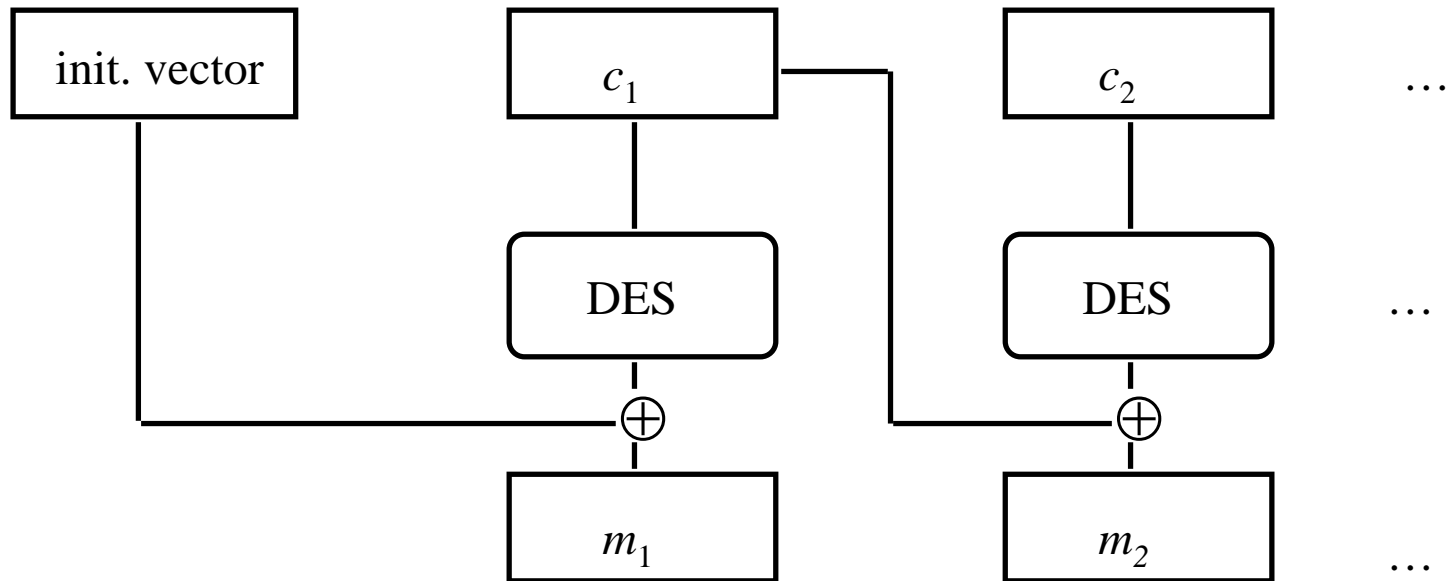 init. vector c₁ c₂ …
DES DES …
⊕ ⊕
m₁ m₂ …